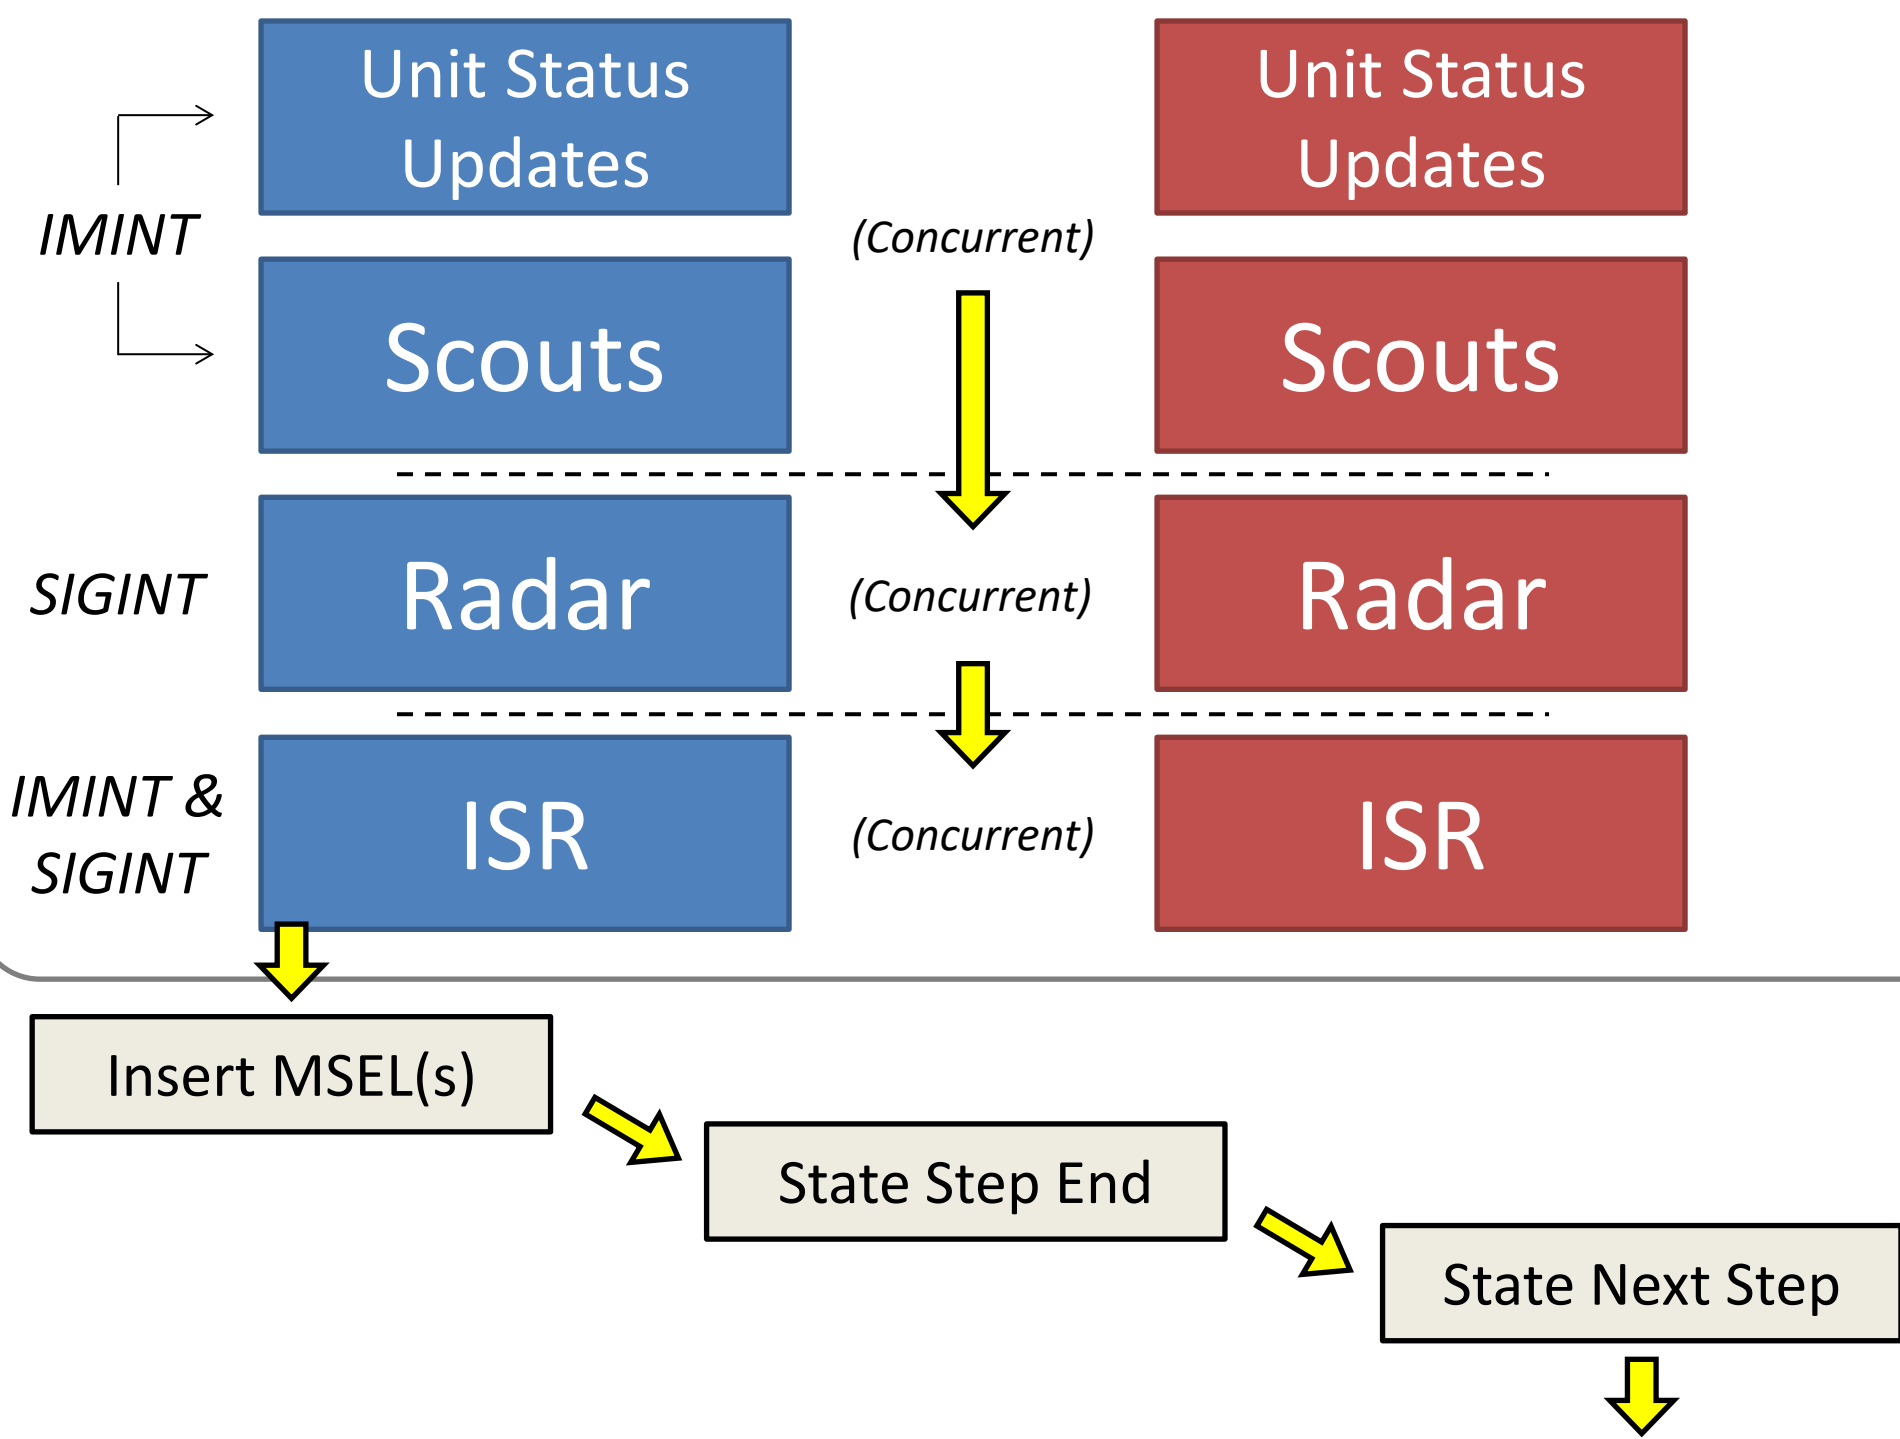 Unit Status
Updates
Unit Status
Updates
IMINT
(Concurrent)
Scouts
Scouts
SIGINT
Radar
(Concurrent)
Radar
IMINT &
SIGINT
ISR
(Concurrent)
ISR
Insert MSEL(s)
State Step End
State Next Step